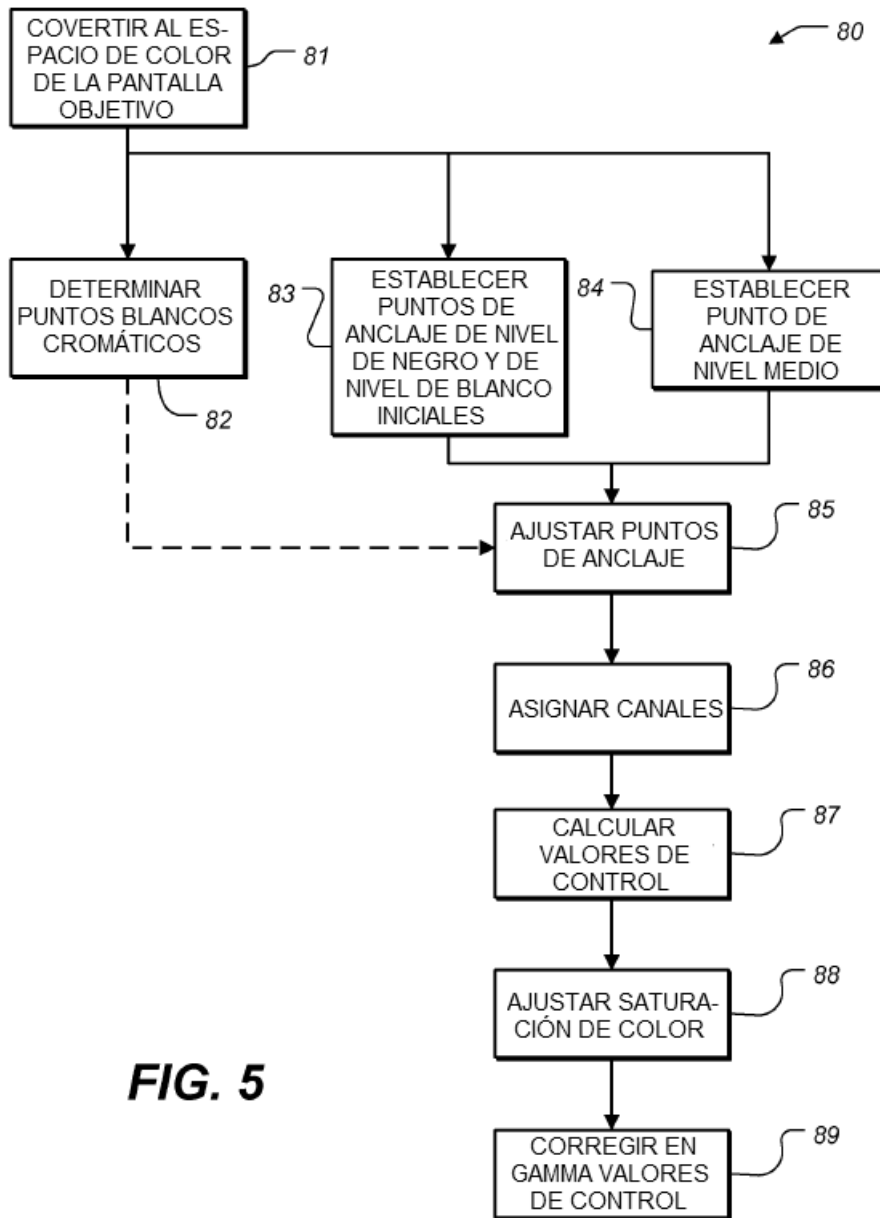 COVERTIR AL ES-
PACIO DE COLOR
DE LA PANTALLA
OBJETIVO
81
80
DETERMINAR
PUNTOS BLANCOS
CROMÁTICOS
82
83
ESTABLECER
PUNTOS DE
ANCLAJE DE NIVEL
DE NEGRO Y DE
NIVEL DE BLANCO
INICIALES
84
ESTABLECER
PUNTO DE
ANCLAJE DE
NIVEL MEDIO
AJUSTAR PUNTOS
DE ANCLAJE
85
ASIGNAR CANALES
86
CALCULAR
VALORES DE
CONTROL
87
AJUSTAR SATURA-
CIÓN DE COLOR
88
CORREGIR EN
GAMMA VALORES
DE CONTROL
89
FIG. 5